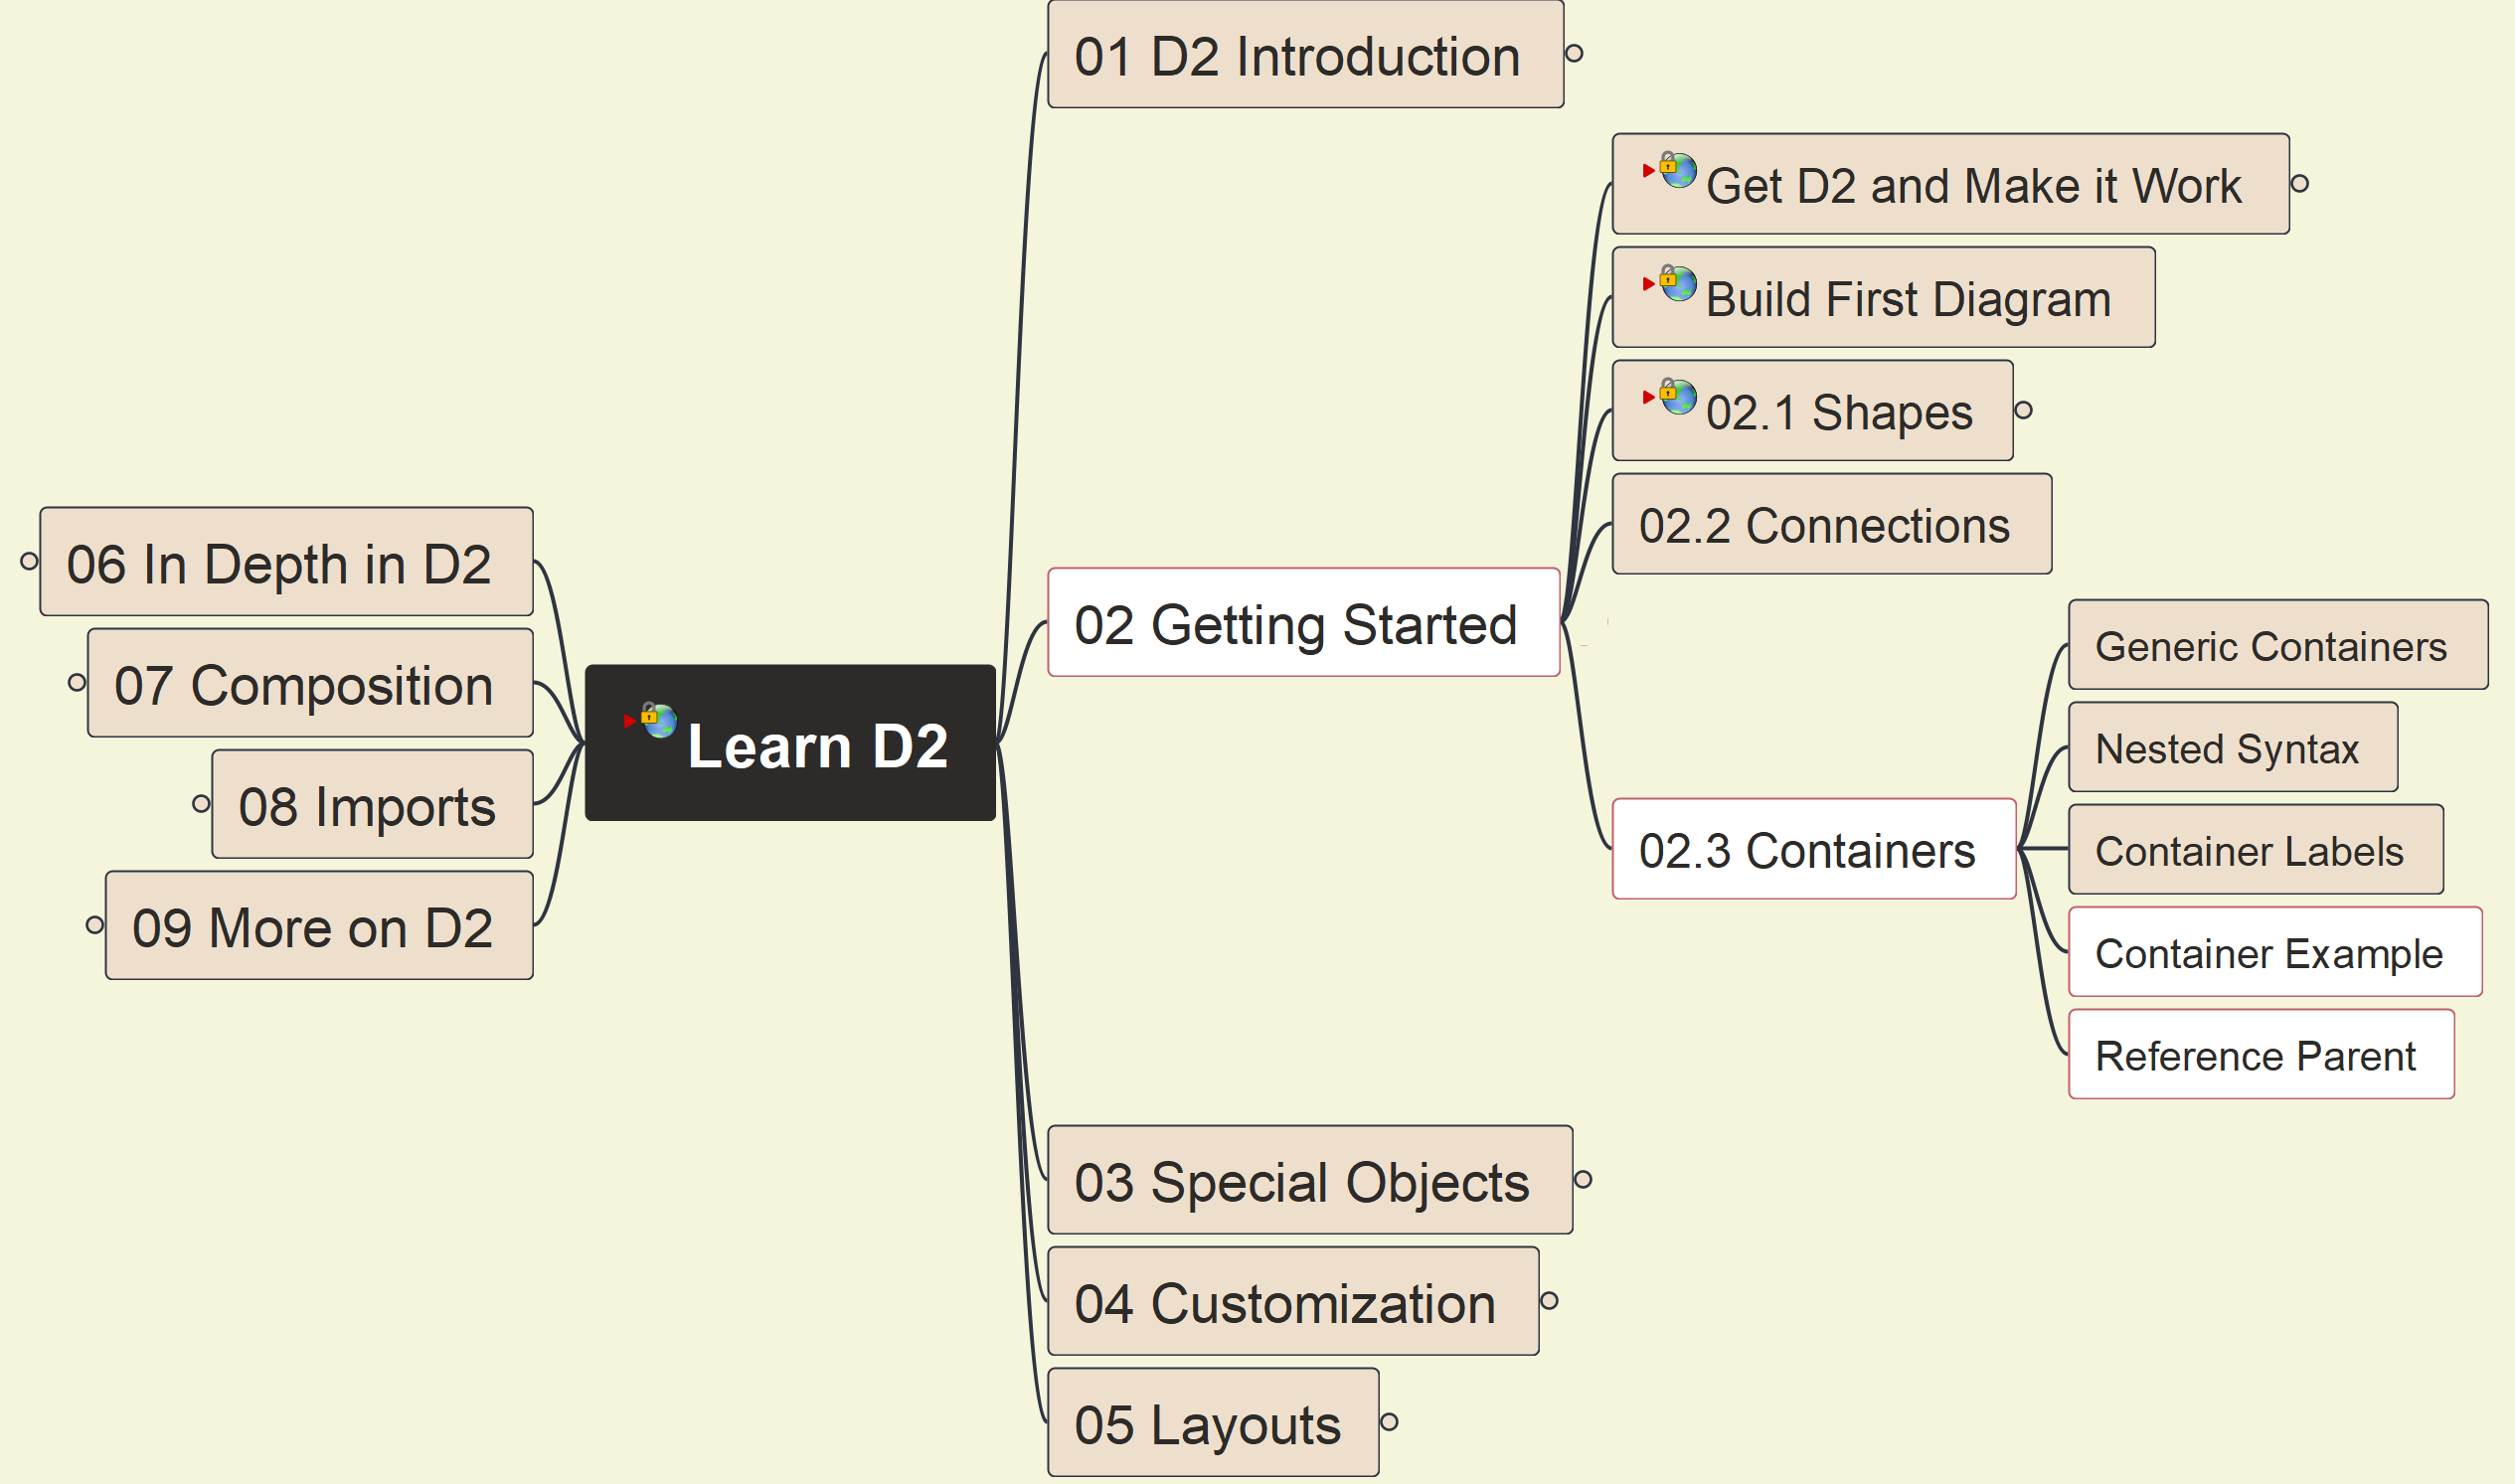 01 D2 Introduction
Get D2 and Make it Work
Build First Diagram
02.1 Shapes
02.2 Connections
02 Getting Started
Generic Containers
Nested Syntax
02.3 Containers
Container Labels
Container Example
Reference Parent
06 In Depth in D2
07 Composition
Learn D2
08 Imports
09 More on D2
03 Special Objects
04 Customization
05 Layouts